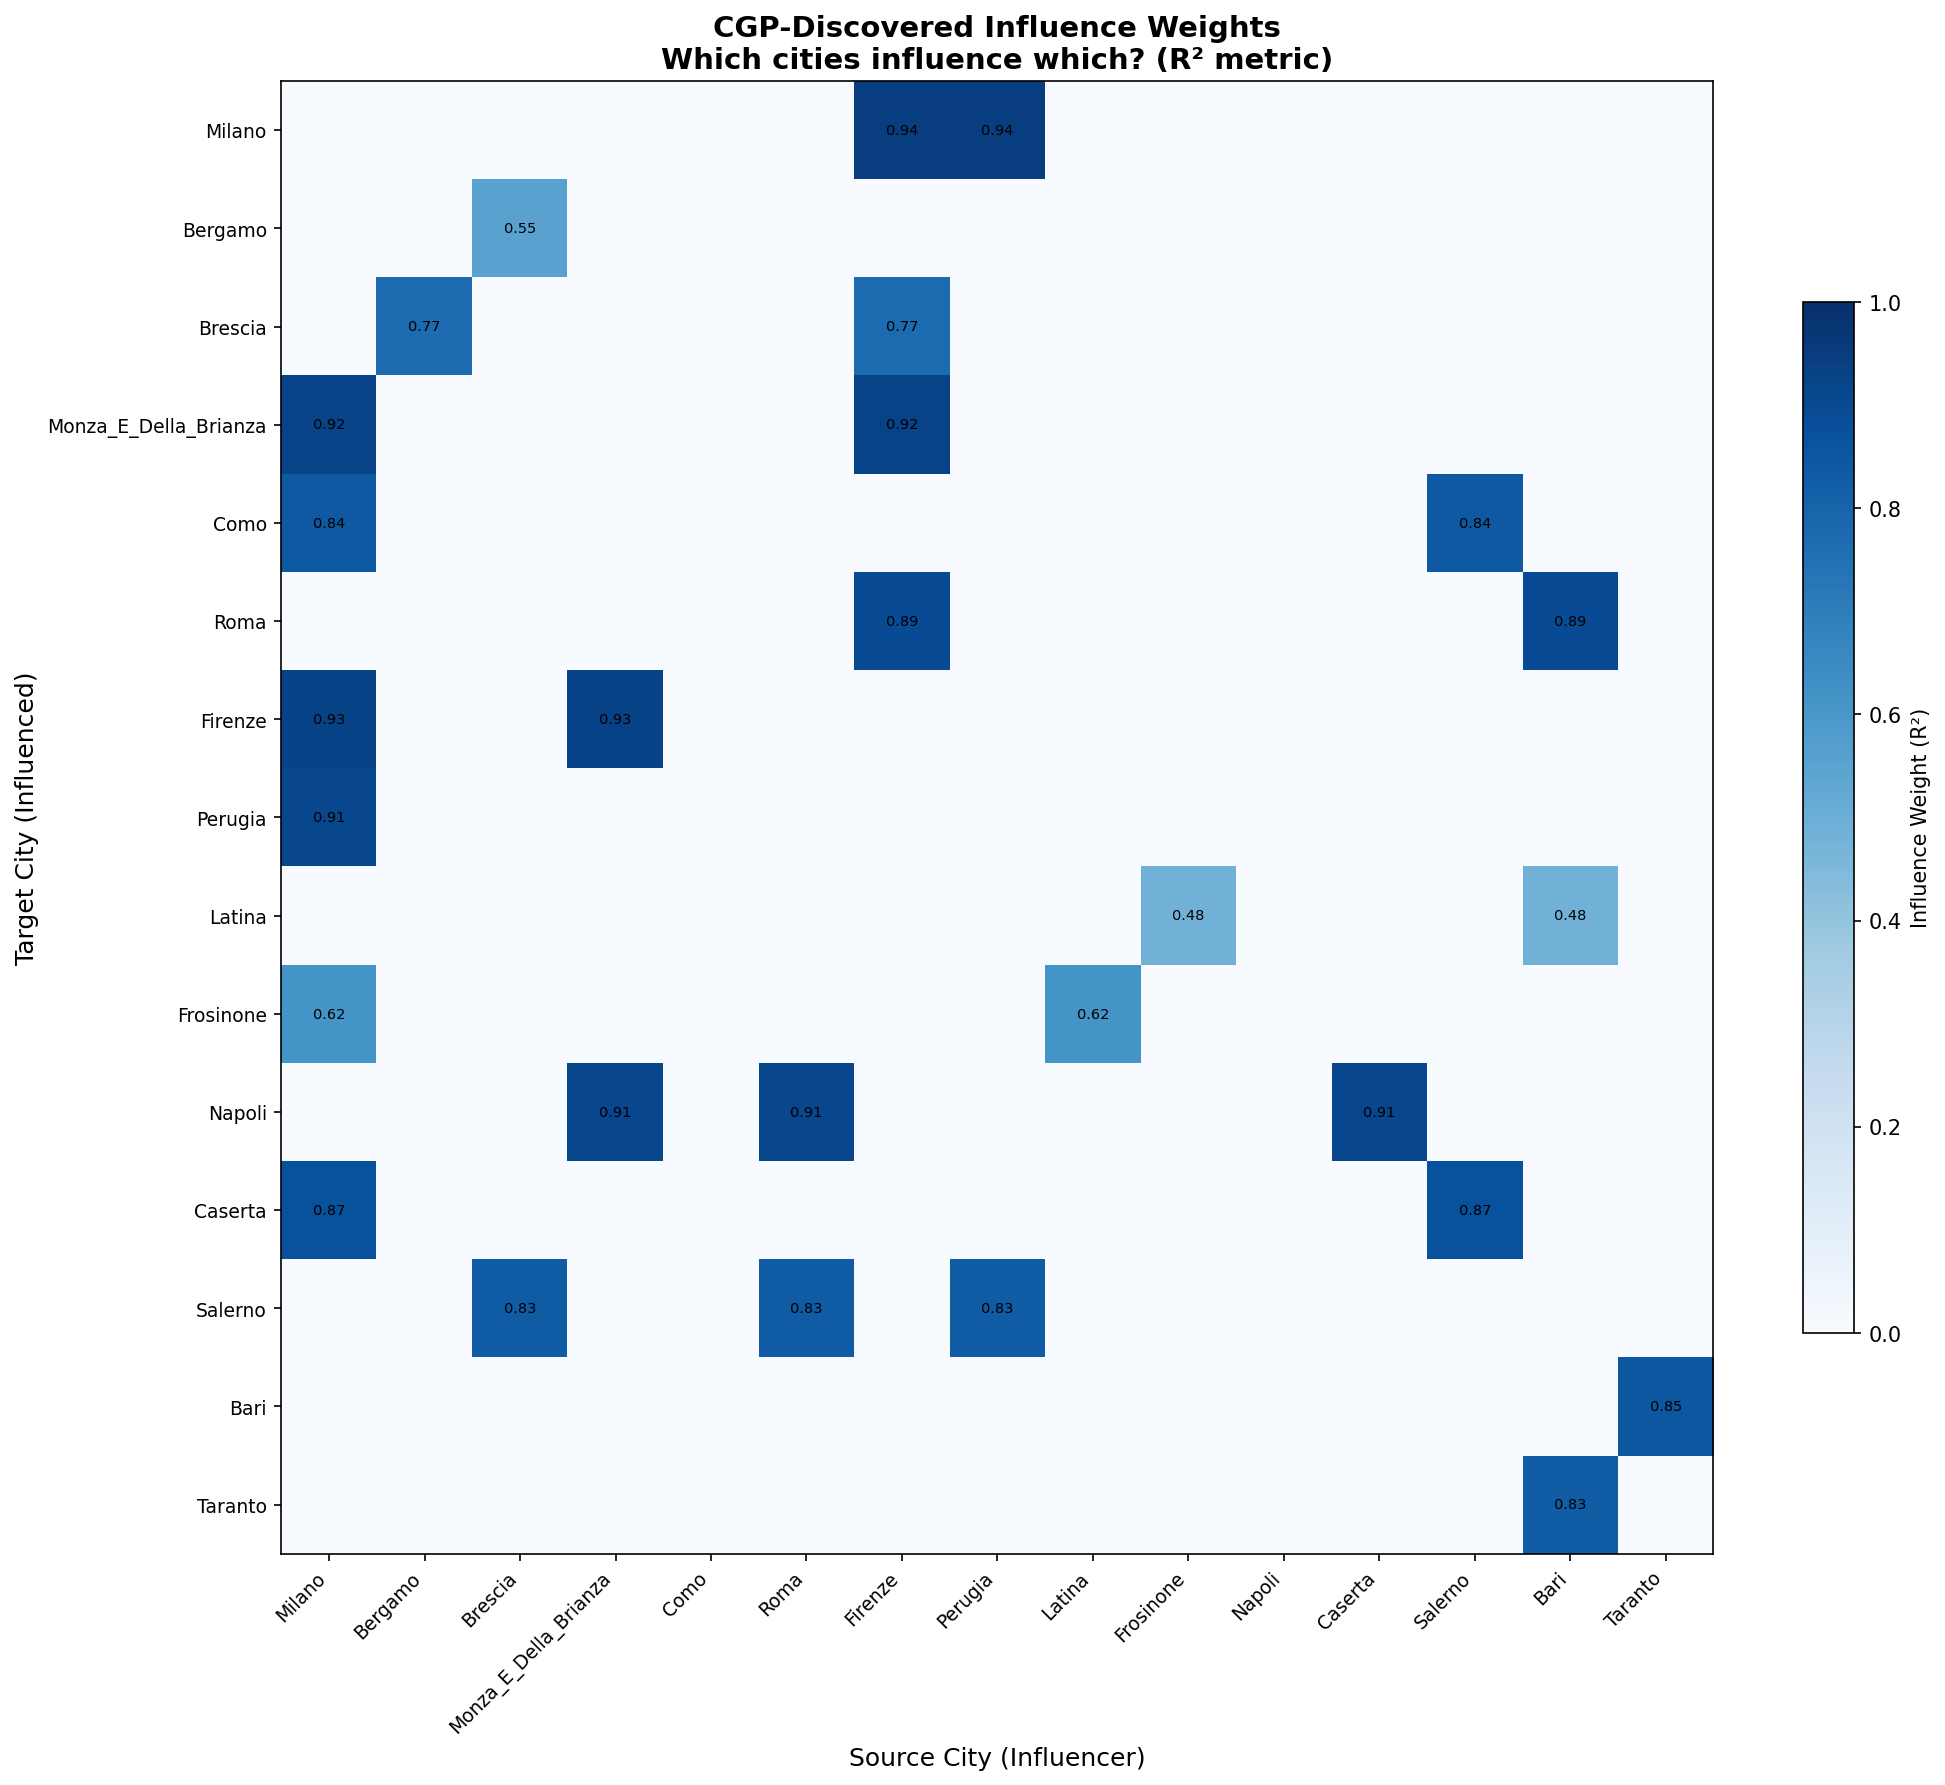 CGP-Discovered Influence Weights
Which cities influence which? (R² metric)
Target City (Influenced)
Milano 0.94 0.94
Bergamo 0.55
Brescia 0.77 0.77
Monza_E_Della_Brianza 0.92 0.92
Como 0.84 0.84
Roma 0.89 0.89
Firenze 0.93 0.93
Perugia 0.91
Latina 0.48 0.48
Frosinone 0.62 0.62
Napoli 0.91 0.91 0.91
Caserta 0.87 0.87
Salerno 0.83 0.83 0.83
Bari 0.85
Taranto 0.83
Milano
Bergamo
Brescia
Monza_E_Della_Brianza
Como
Roma
Firenze
Perugia
Latina
Frosinone
Napoli
Caserta
Salerno
Bari
Taranto
Source City (Influencer)
1.0
0.8
0.6
0.4
0.2
0.0
Influence Weight (R²)